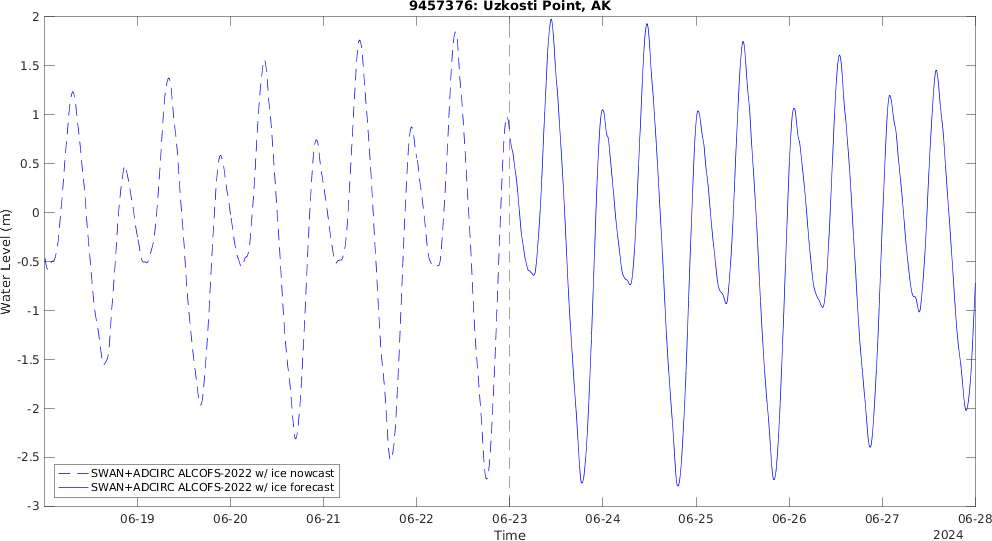 9457376: Uzkosti Point, AK
2
1.5
1
0.5
0
-0.5
-1
-1.5
-2
-2.5
-3
Water Level (m)
SWAN+ADCIRC ALCOFS-2022 w/ ice nowcast
SWAN+ADCIRC ALCOFS-2022 w/ ice forecast
06-19 06-20 06-21 06-22 06-23 06-24 06-25 06-26 06-27 06-28
Time
2024